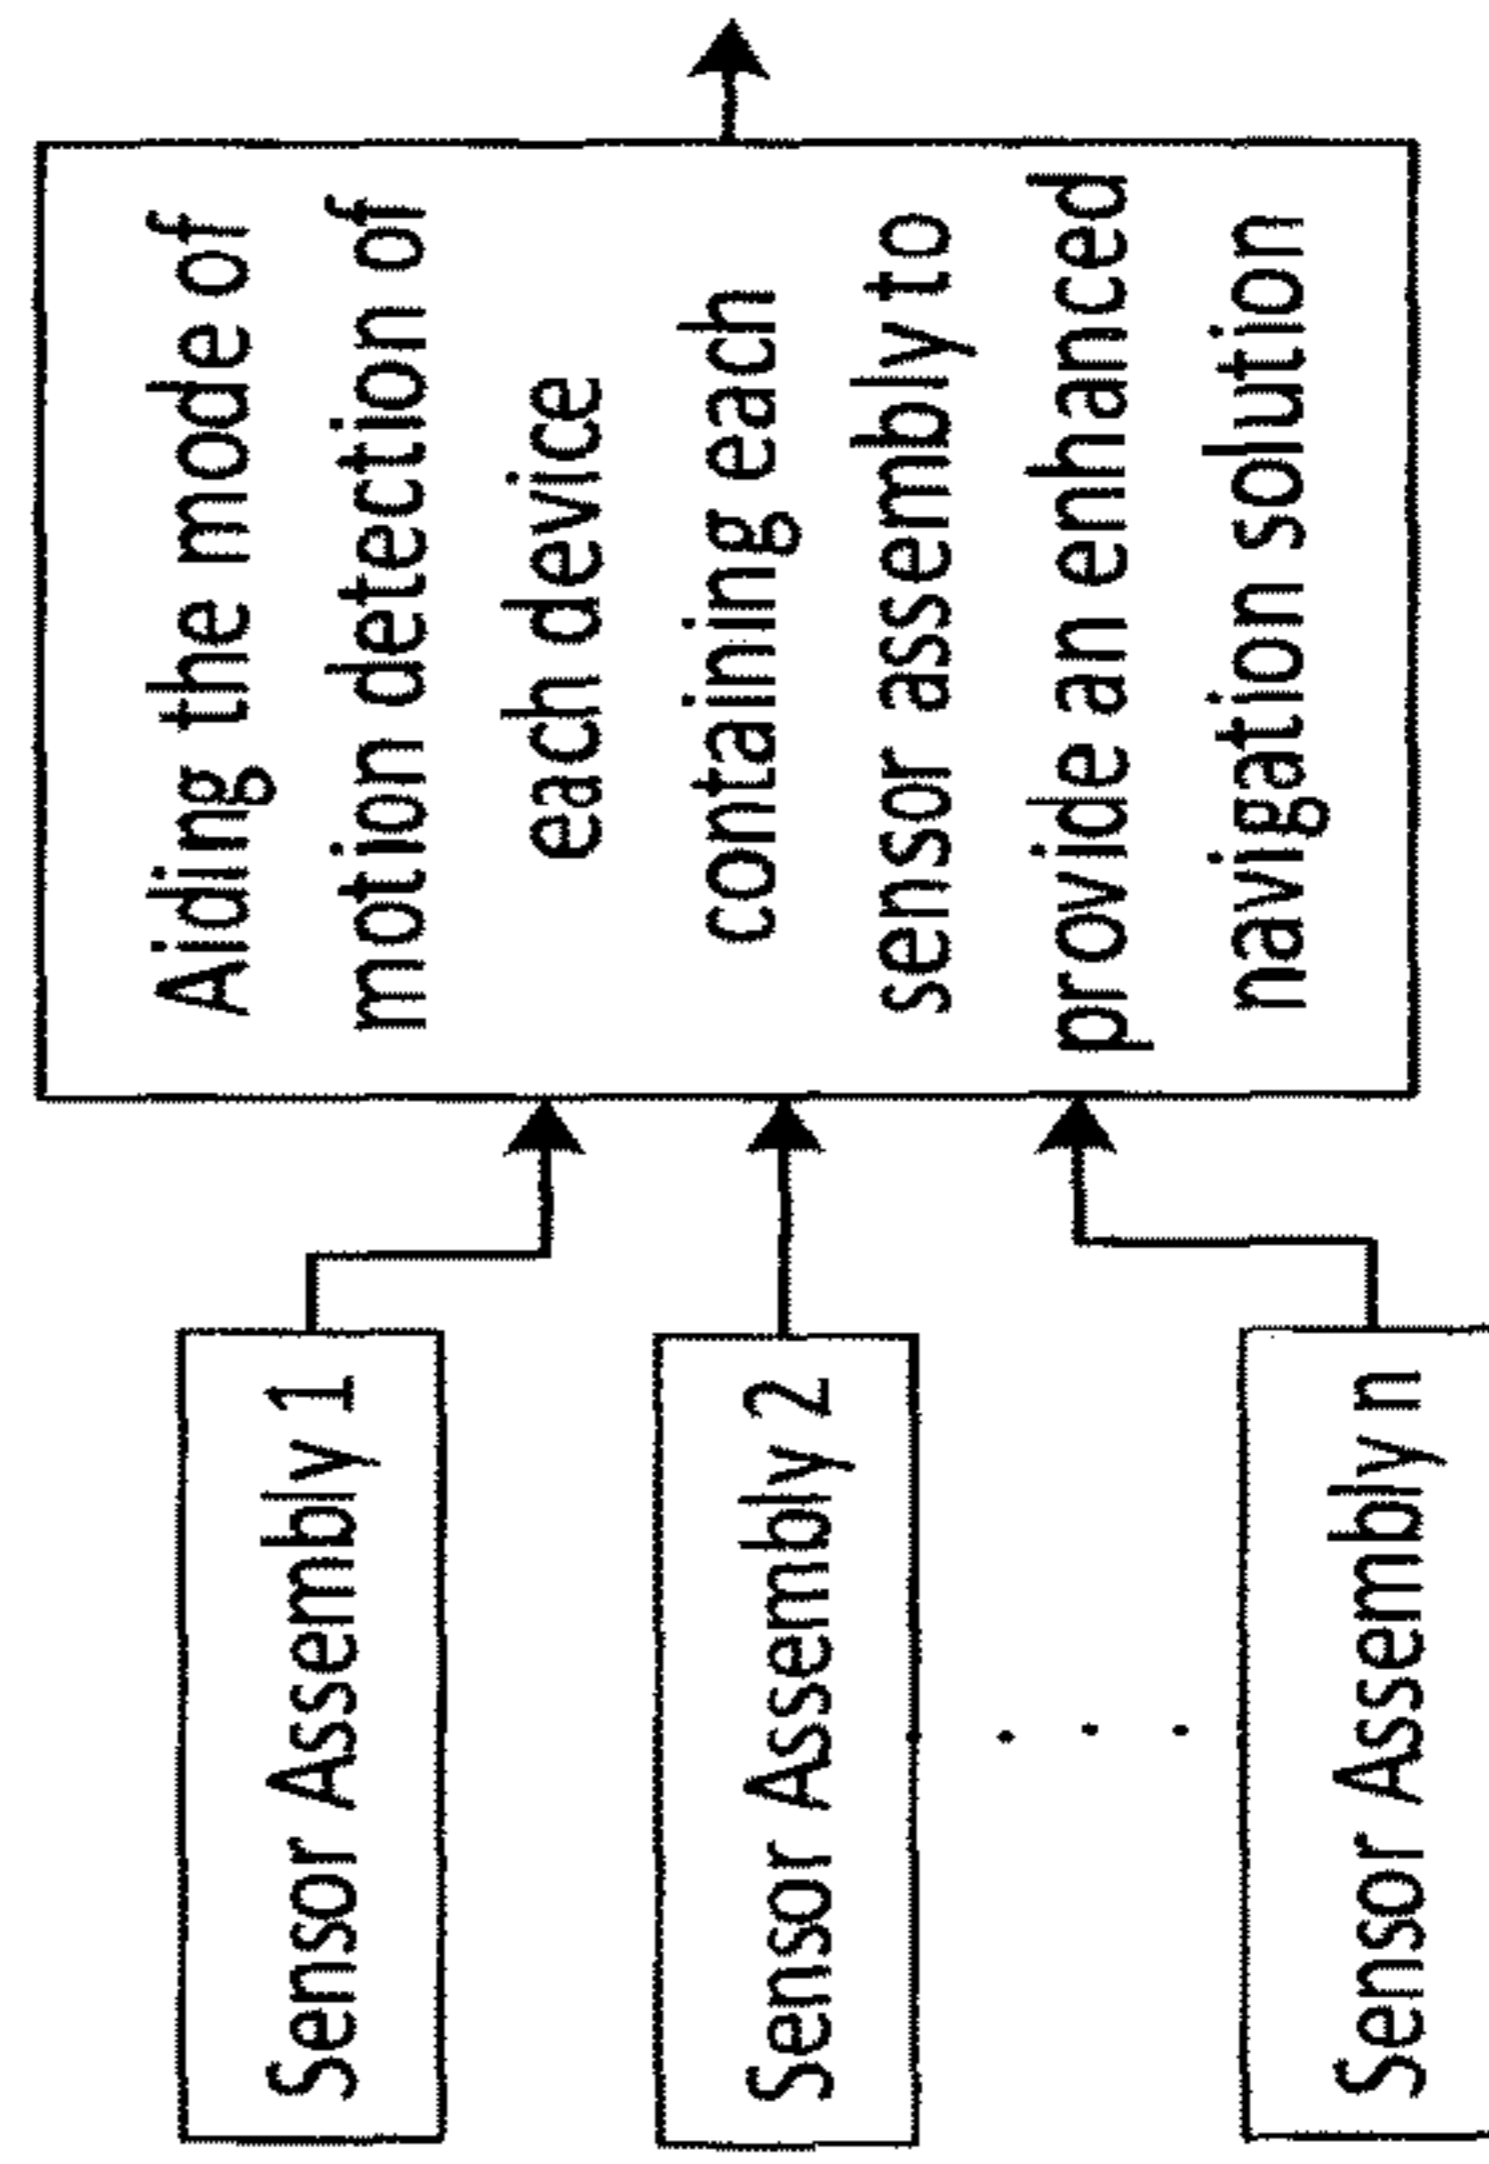 Sensor Assembly 1
Sensor Assembly 2
Sensor Assembly n
Aiding the mode of
motion detection of
each device
containing each
sensor assembly to
provide an enhanced
navigation solution